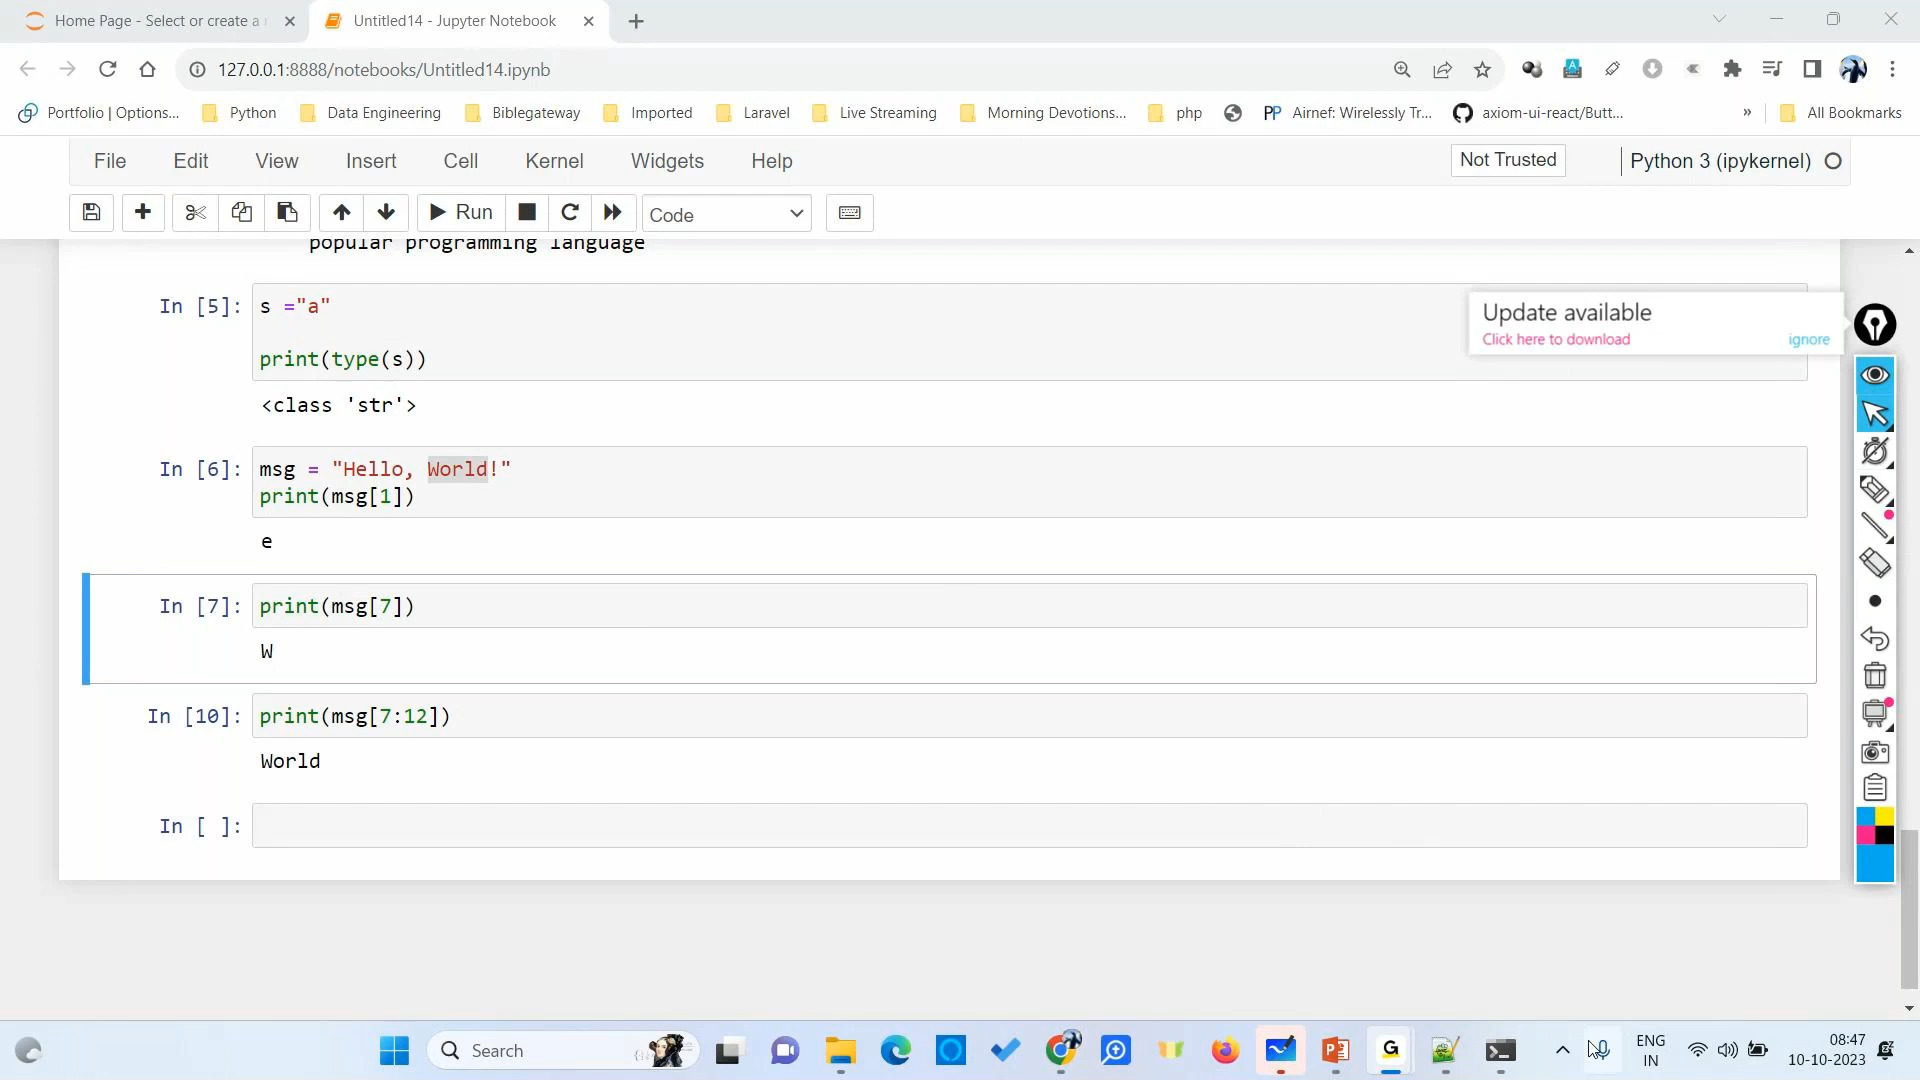 Home Page - Select or create a n
Untitled14 - Jupyter Notebook
127.0.0.1:8888/notebooks/Untitled14.ipynb
Portfolio | Options...
Python
Data Engineering
Biblegateway
Imported
Laravel
Live Streaming
Morning Devotions...
php
PP Airnef: Wirelessly Tr...
axiom-ui-react/Butt...
»
All Bookmarks
File Edit View Insert Cell Kernel Widgets Help
Not Trusted
Python 3 (ipykernel)
Run
Code
popular programming language
In [5]: s ="a"
print(type(s))
<class 'str'>
Update available
Click here to download
ignore
In [6]: msg = "Hello, World!"
print(msg[1])
e
In [7]: print(msg[7])
W
In [10]: print(msg[7:12])
World
In [ ]:
Search
ENG
IN
08:47
10-10-2023